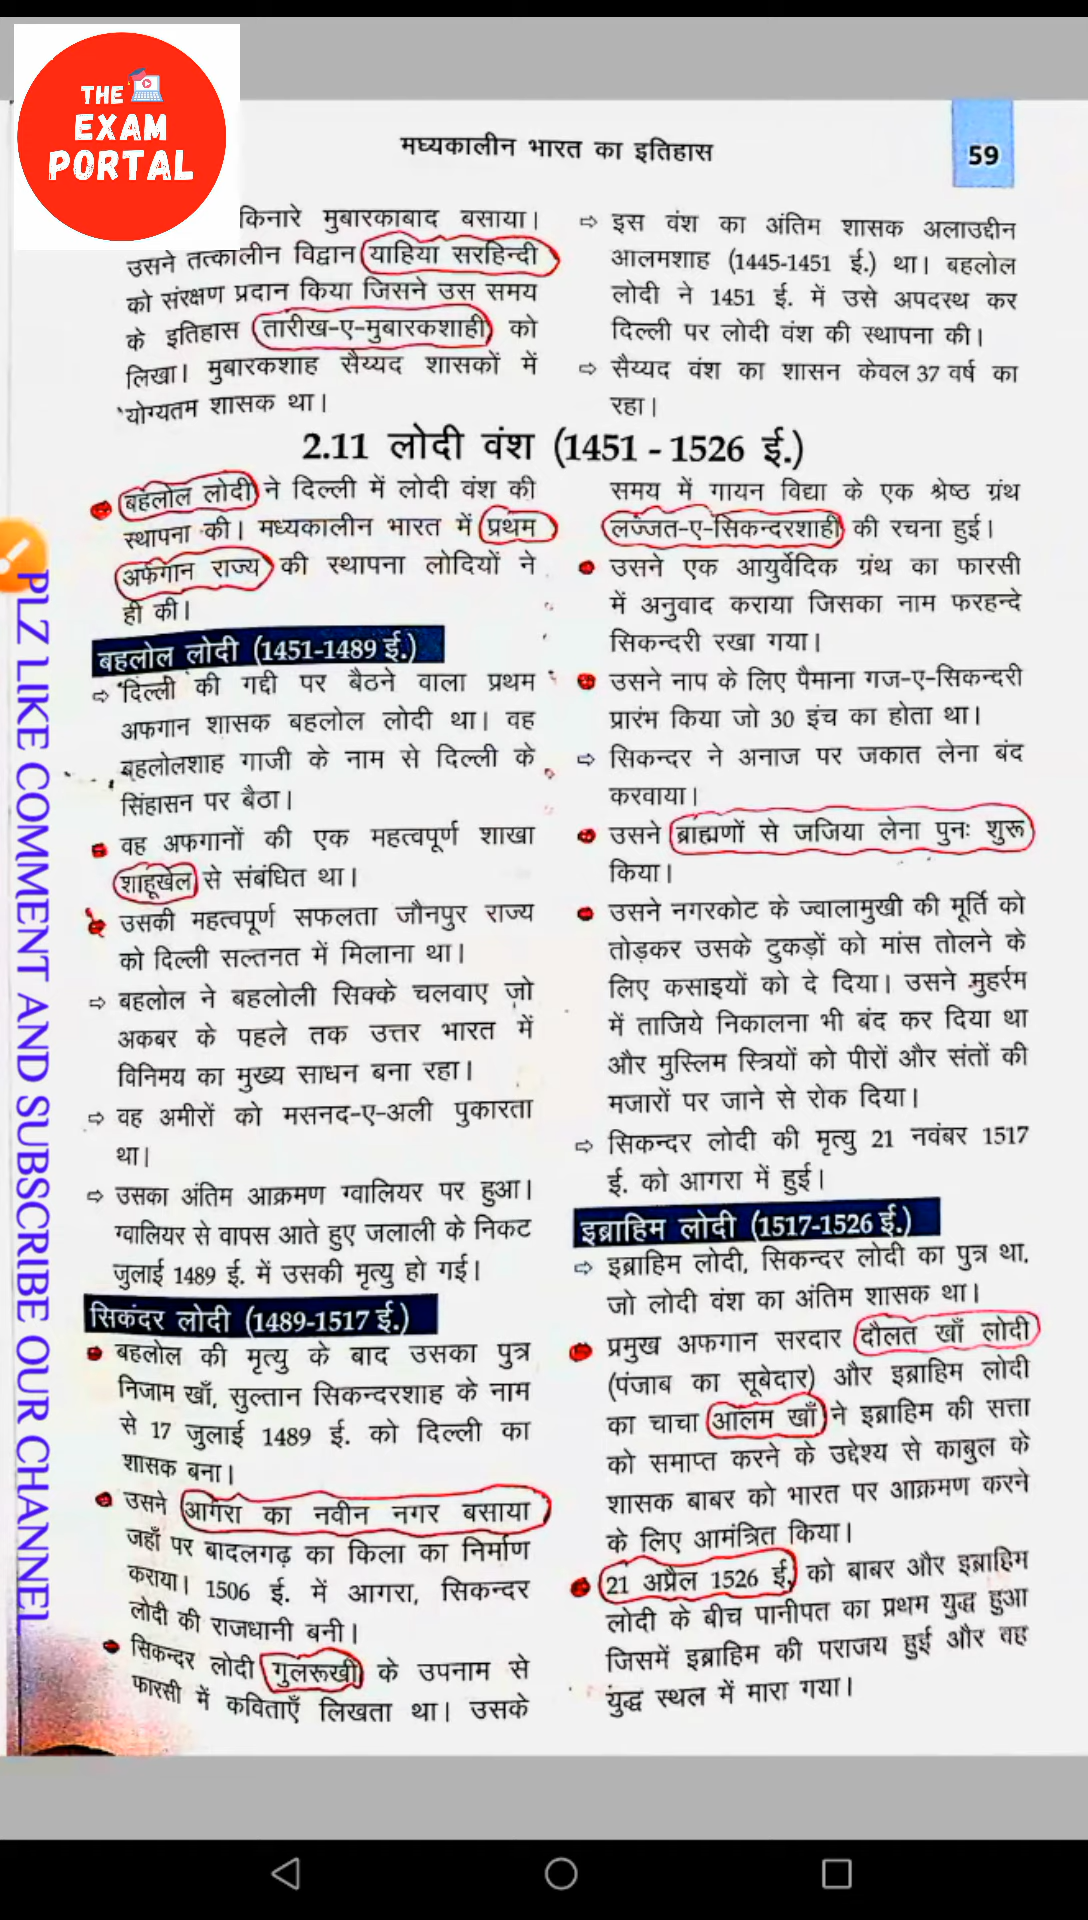 THE
EXAM
PORTAL
मध्यकालीन भारत का इतिहास
59
किनारे मुबारकाबाद बसाया।
उसने तत्कालीन विद्वान याहिया सरहिन्दी
को संरक्षण प्रदान किया जिसने उस समय
के इतिहास तारीख-ए-मुबारकशाही को
लिखा। मुबारकशाह सैय्यद शासकों में
योग्यतम शासक था।
⇨ इस वंश का अंतिम शासक अलाउद्दीन
आलमशाह (1445-1451 ई.) था। बहलोल
लोदी ने 1451 ई. में उसे अपदस्थ कर
दिल्ली पर लोदी वंश की स्थापना की।
⇨ सैय्यद वंश का शासन केवल 37 वर्ष का
रहा।
2.11 लोदी वंश (1451 - 1526 ई.)
बहलोल लोदी ने दिल्ली में लोदी वंश की
स्थापना की। मध्यकालीन भारत में प्रथम
अफगान राज्य की स्थापना लोदियों ने
ही की।
बहलोल लोदी (1451-1489 ई.)
⇨ दिल्ली की गद्दी पर बैठने वाला प्रथम
अफगान शासक बहलोल लोदी था। वह
बहलोलशाह गाजी के नाम से दिल्ली के
सिंहासन पर बैठा।
वह अफगानों की एक महत्वपूर्ण शाखा
शाहूखेल से संबंधित था।
उसकी महत्वपूर्ण सफलता जौनपुर राज्य
को दिल्ली सल्तनत में मिलाना था।
⇨ बहलोल ने बहलोली सिक्के चलवाए जो
अकबर के पहले तक उत्तर भारत में
विनिमय का मुख्य साधन बना रहा।
⇨ वह अमीरों को मसनद-ए-अली पुकारता
था।
⇨ उसका अंतिम आक्रमण ग्वालियर पर हुआ।
ग्वालियर से वापस आते हुए जलाली के निकट
जुलाई 1489 ई. में उसकी मृत्यु हो गई।
सिकंदर लोदी (1489-1517 ई.)
बहलोल की मृत्यु के बाद उसका पुत्र
निजाम खाँ, सुल्तान सिकन्दरशाह के नाम
से 17 जुलाई 1489 ई. को दिल्ली का
शासक बना।
उसने आगरा का नवीन नगर बसाया
जहाँ पर बादलगढ़ का किला का निर्माण
कराया। 1506 ई. में आगरा, सिकन्दर
लोदी की राजधानी बनी।
सिकन्दर लोदी गुलरूखी के उपनाम से
फारसी में कविताएँ लिखता था। उसके
समय में गायन विद्या के एक श्रेष्ठ ग्रंथ
लज्जत-ए-सिकन्दरशाही की रचना हुई।
उसने एक आयुर्वेदिक ग्रंथ का फारसी
में अनुवाद कराया जिसका नाम फरहन्दे
सिकन्दरी रखा गया।
उसने नाप के लिए पैमाना गज-ए-सिकन्दरी
प्रारंभ किया जो 30 इंच का होता था।
⇨ सिकन्दर ने अनाज पर जकात लेना बंद
करवाया।
उसने ब्राह्मणों से जजिया लेना पुनः शुरू
किया।
उसने नगरकोट के ज्वालामुखी की मूर्ति को
तोड़कर उसके टुकड़ों को मांस तोलने के
लिए कसाइयों को दे दिया। उसने मुहर्रम
में ताजिये निकालना भी बंद कर दिया था
और मुस्लिम स्त्रियों को पीरों और संतों की
मजारों पर जाने से रोक दिया।
⇨ सिकन्दर लोदी की मृत्यु 21 नवंबर 1517
ई. को आगरा में हुई।
इब्राहिम लोदी (1517-1526 ई.)
⇨ इब्राहिम लोदी, सिकन्दर लोदी का पुत्र था,
जो लोदी वंश का अंतिम शासक था।
प्रमुख अफगान सरदार दौलत खाँ लोदी
(पंजाब का सूबेदार) और इब्राहिम लोदी
का चाचा आलम खाँ ने इब्राहिम की सत्ता
को समाप्त करने के उद्देश्य से काबुल के
शासक बाबर को भारत पर आक्रमण करने
के लिए आमंत्रित किया।
21 अप्रैल 1526 ई. को बाबर और इब्राहिम
लोदी के बीच पानीपत का प्रथम युद्ध हुआ
जिसमें इब्राहिम की पराजय हुई और वह
युद्ध स्थल में मारा गया।
PLZ LIKE COMMENT AND SUBSCRIBE OUR CHANNEL